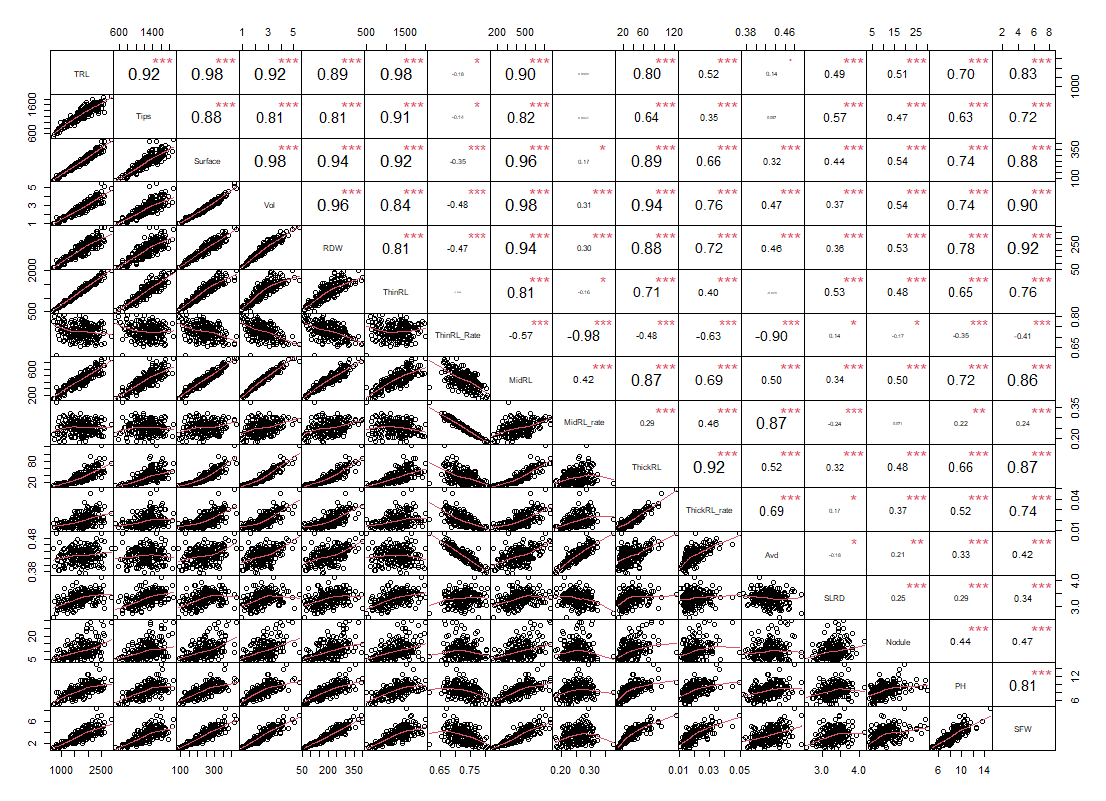 600 1400 1 3 5 500 1500 200 500 20 60 120 0.38 0.46 5 15 25 2 4 6 8
TRL 0.92 *** 0.98 *** 0.92 *** 0.89 *** 0.98 *** -0.16 * 0.90 *** 0.80 *** 0.52 *** 0.14 * 0.49 *** 0.51 *** 0.70 *** 0.83 *** 1000
600 1600 Tips 0.88 *** 0.81 *** 0.81 *** 0.91 *** -0.14 * 0.82 *** 0.64 *** 0.35 *** 0.57 *** 0.47 *** 0.63 *** 0.72 ***
Surface 0.98 *** 0.94 *** 0.92 *** -0.35 *** 0.96 *** 0.17 * 0.89 *** 0.66 *** 0.32 *** 0.44 *** 0.54 *** 0.74 *** 0.88 *** 100 350
1 3 5 Vol 0.96 *** 0.84 *** -0.48 *** 0.98 *** 0.31 *** 0.94 *** 0.76 *** 0.47 *** 0.37 *** 0.54 *** 0.74 *** 0.90 ***
RDW 0.81 *** -0.47 *** 0.94 *** 0.30 *** 0.88 *** 0.72 *** 0.46 *** 0.36 *** 0.53 *** 0.78 *** 0.92 *** 50 250
500 2000 ThinRL 0.81 *** -0.16 * 0.71 *** 0.40 *** 0.53 *** 0.48 *** 0.65 *** 0.76 ***
ThinRL_Rate -0.57 *** -0.98 *** -0.48 *** -0.63 *** -0.90 *** 0.14 * -0.17 * -0.35 *** -0.41 *** 0.65 0.80
200 600 MidRL 0.42 *** 0.87 *** 0.69 *** 0.50 *** 0.34 *** 0.50 *** 0.72 *** 0.86 ***
MidRL_rate 0.29 *** 0.46 *** 0.87 *** -0.24 *** 0.071 0.22 ** 0.24 *** 0.20 0.35
20 80 ThickRL 0.92 *** 0.52 *** 0.32 *** 0.48 *** 0.66 *** 0.87 ***
ThickRL_rate 0.69 *** 0.17 * 0.37 *** 0.52 *** 0.74 *** 0.01 0.04
0.38 0.48 Avd -0.16 * 0.21 ** 0.33 *** 0.42 ***
SLRD 0.25 *** 0.29 *** 0.34 *** 3.0 4.0
5 20 Nodule 0.44 *** 0.47 ***
PH 0.81 *** 6 12
2 6 SFW
1000 2500 100 300 50 200 350 0.65 0.75 0.20 0.30 0.01 0.03 0.05 3.0 4.0 6 10 14